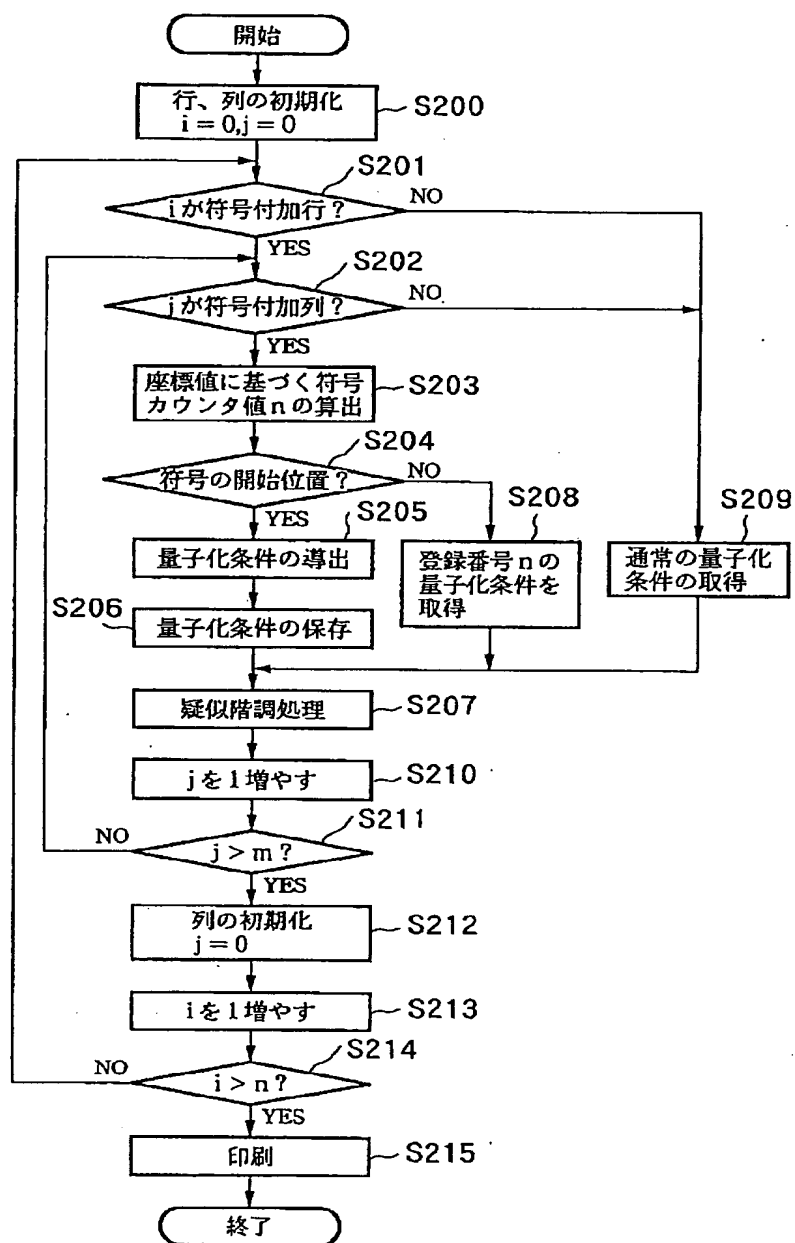 開始
行、列の初期化
i = 0,j = 0
S200
S201
iが符号付加行？
NO
YES
S202
jが符号付加列？
NO
YES
座標値に基づく符号
カウンタ値nの算出
S203
S204
符号の開始位置？
NO
YES
S205
量子化条件の導出
S206
量子化条件の保存
S208
登録番号nの
量子化条件を
取得
S209
通常の量子化
条件の取得
疑似階調処理
S207
jを1増やす
S210
S211
NO
j > m ?
YES
列の初期化
j = 0
S212
iを1増やす
S213
S214
NO
i > n ?
YES
印刷
S215
終了